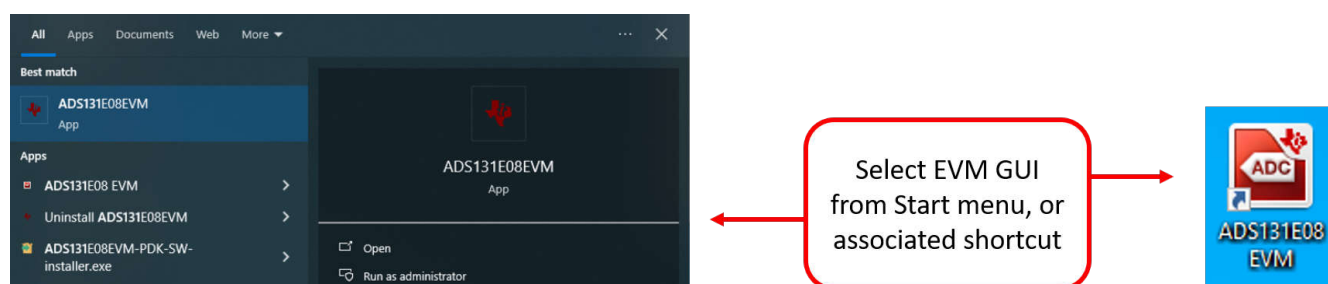 All Apps Documents Web More
Best match
ADS131E08EVM
App
Apps
ADS131E08 EVM
Uninstall ADS131E08EVM
ADS131E08EVM-PDK-SW-
installer.exe
ADS131E08EVM
App
Open
Run as administrator
Select EVM GUI
from Start menu, or
associated shortcut
ADC
ADS131E08
EVM